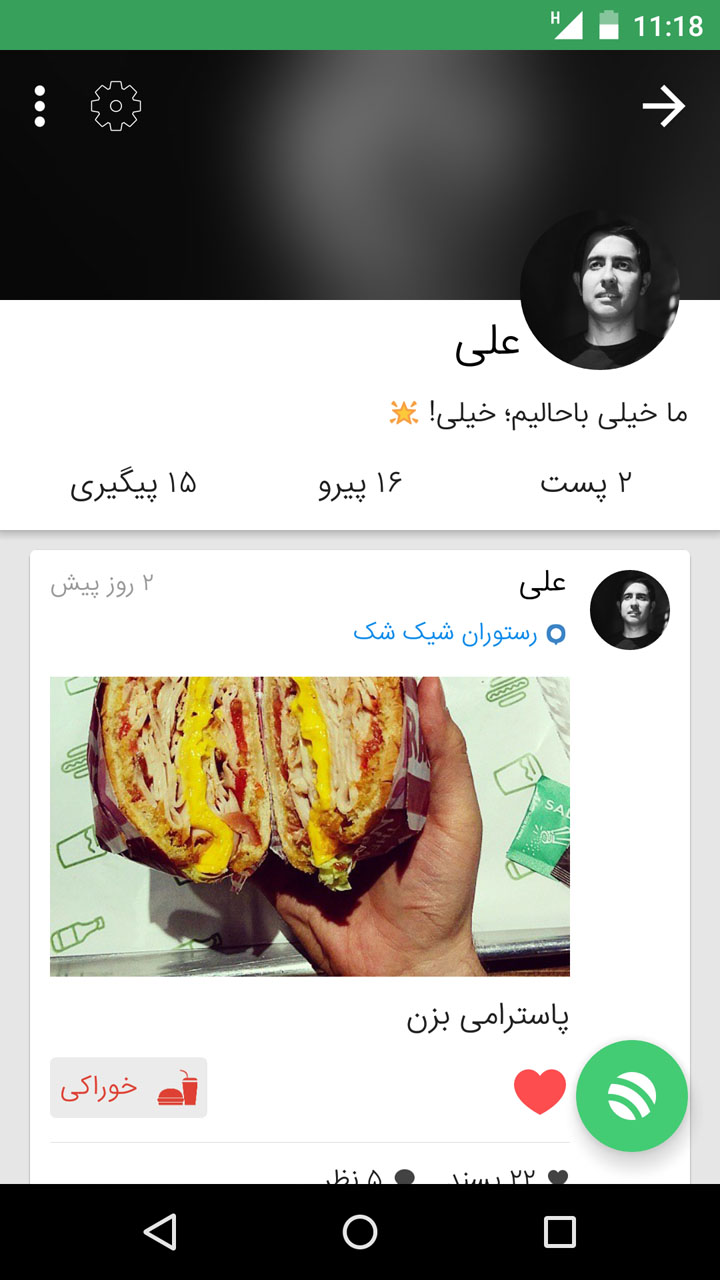 11:18
H
علی
ما خیلی باحالیم؛ خیلی! 🌟
۲ پست ۱۶ پیرو ۱۵ پیگیری
علی ۲ روز پیش
رستوران شیک شک
پاسترامی بزن
خوراکی
۲۲ پسند ۵ نظر